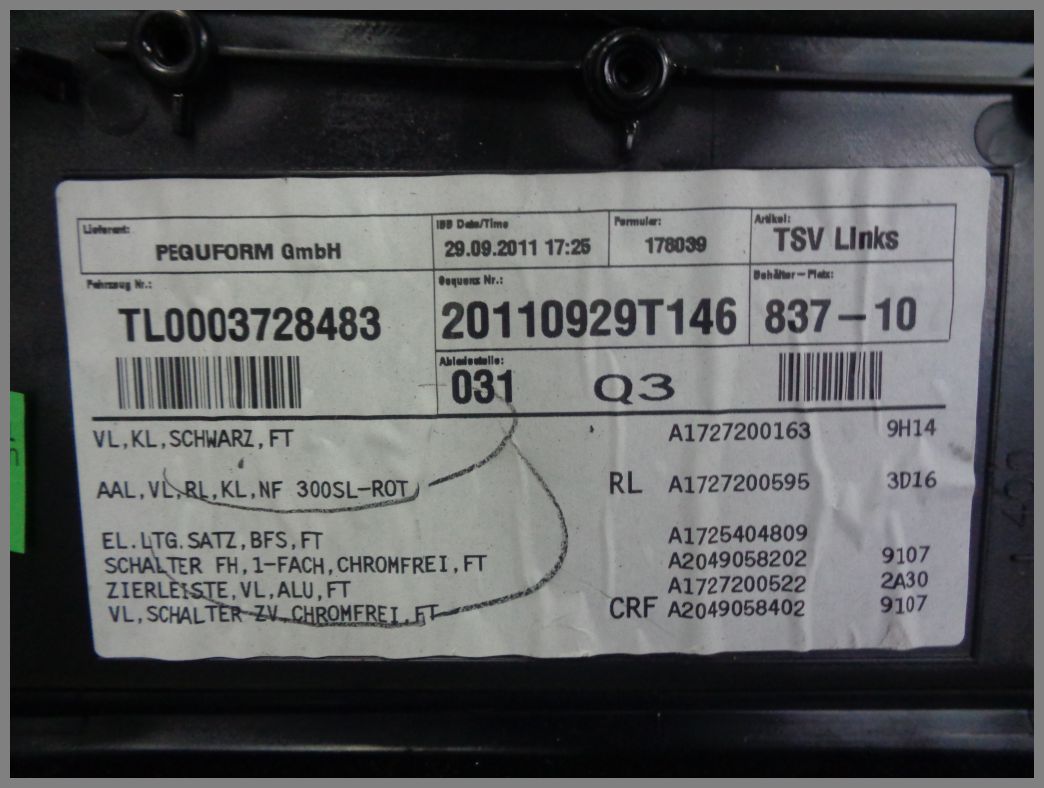 Lieferant: IBB Date/Time Formular: Artikel:
PEGUFORM GmbH 29.09.2011 17:25 178039 TSV Links
Fahrzeug Nr.: Sequenz Nr.: Behälter-Platz:
TL0003728483 20110929T146 837-10
Abladestelle:
031 Q3
VL,KL,SCHWARZ,FT A1727200163 9H14
AAL,VL,RL,KL,NF 300SL-ROT RL A1727200595 3D16
EL.LTG.SATZ,BFS,FT A1725404809
SCHALTER FH,1-FACH,CHROMFREI,FT A2049058202 9107
ZIERLEISTE,VL,ALU,FT A1727200522 2A30
VL,SCHALTER ZV,CHROMFREI,FT CRF A2049058402 9107